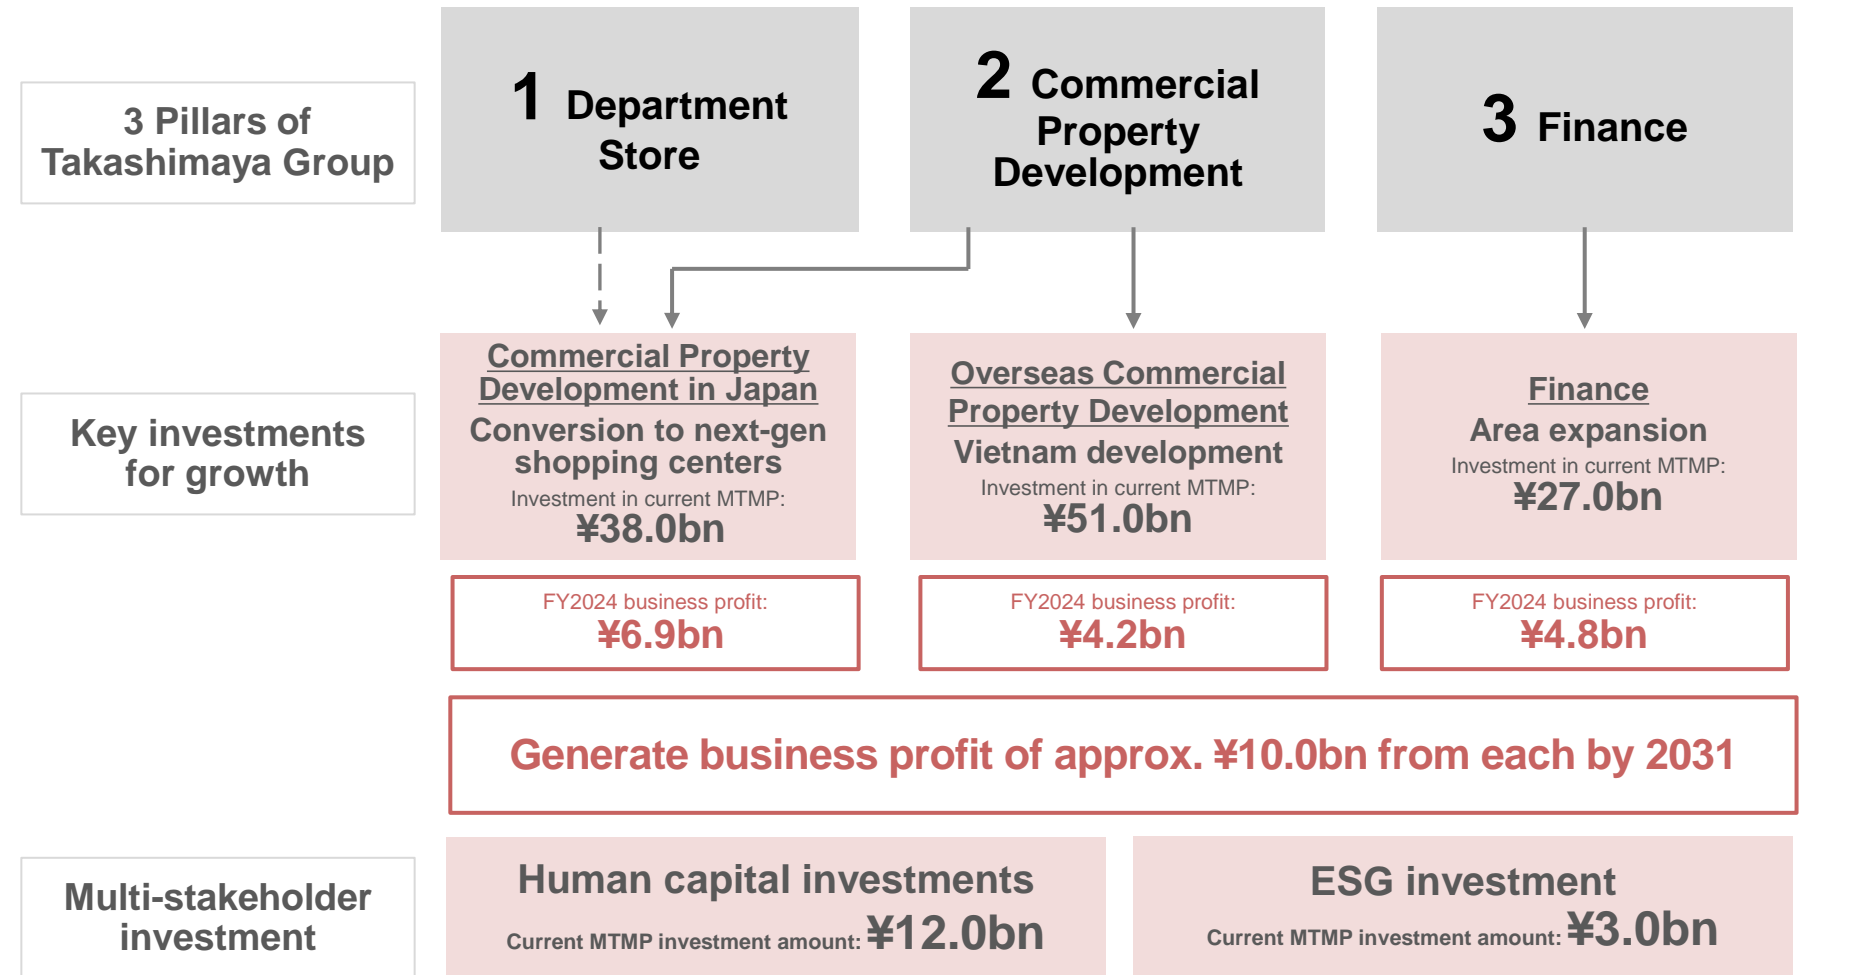 3 Pillars of
Takashimaya Group
1 Department
Store
2 Commercial
Property
Development
3 Finance
Key investments
for growth
Commercial Property
Development in Japan
Conversion to next-gen
shopping centers
Investment in current MTMP:
¥38.0bn
Overseas Commercial
Property Development
Vietnam development
Investment in current MTMP:
¥51.0bn
Finance
Area expansion
Investment in current MTMP:
¥27.0bn
FY2024 business profit:
¥6.9bn
FY2024 business profit:
¥4.2bn
FY2024 business profit:
¥4.8bn
Generate business profit of approx. ¥10.0bn from each by 2031
Multi-stakeholder
investment
Human capital investments
Current MTMP investment amount: ¥12.0bn
ESG investment
Current MTMP investment amount: ¥3.0bn